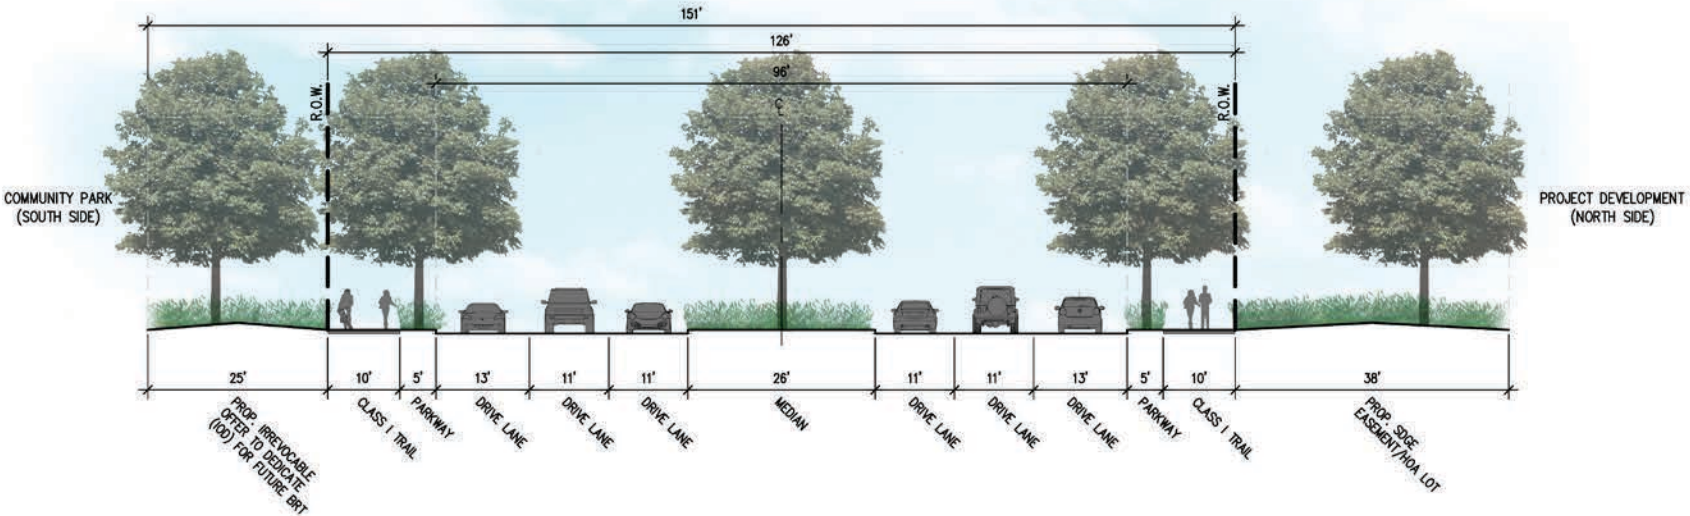 151'
126'
96'
R.O.W.
℄
R.O.W.
COMMUNITY PARK
(SOUTH SIDE)
PROJECT DEVELOPMENT
(NORTH SIDE)
25'
10'
5'
13'
11'
11'
26'
11'
11'
13'
5'
10'
38'
PROP. IRREVOCABLE
OFFER TO DEDICATE
(IOD) FOR FUTURE BRT
CLASS I TRAIL
PARKWAY
DRIVE LANE
DRIVE LANE
DRIVE LANE
MEDIAN
DRIVE LANE
DRIVE LANE
DRIVE LANE
PARKWAY
CLASS I TRAIL
PROP. SDGE
EASEMENT/HOA LOT